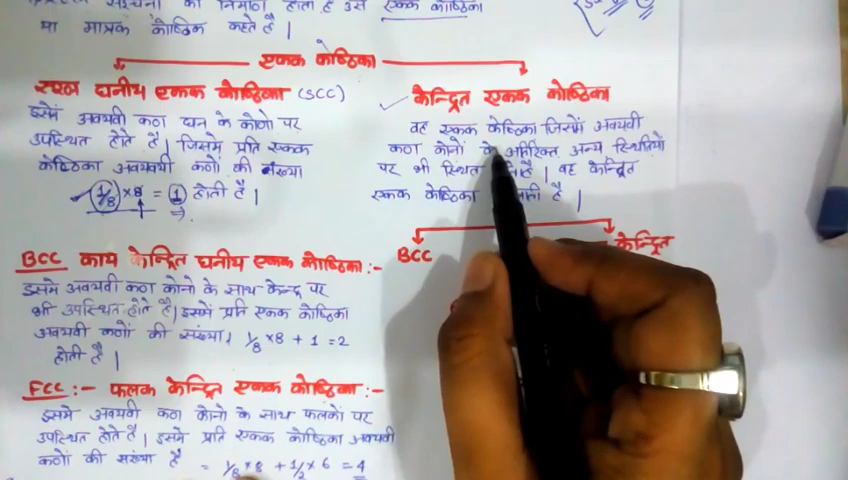 का निर्माण होता है उसे एकक कोष्ठिका
या मात्रक कोष्ठिक कहते है |
एकक कोष्ठिका
सरल घनीय एकक कोष्ठिका (SCC)
इसमें अवयवी कण घन के कोणो पर
उपस्थित होते है | जिसमे प्रति एकक
कोष्ठिका अवयवयी कणों की संख्या
(1/8) × 8 = 1 होती है |
केन्द्रित एकक कोष्ठिका
वह एकक कोष्ठिका जिसमें अवयवी
कण कोनों के अतिरिक्त अन्य स्थितियों
पर भी स्थित है | वह केन्द्रित
एकक कोष्ठिका है |
BCC केन्द्रित
BCC काय केन्द्रित घनीय एकक कोष्ठिका :-
इसमे अवयवी कण कोनो के साथ केन्द्र पर
भी उपस्थित होते है | इसमें प्रति एकक कोष्ठिका
अवयवी कणों की संख्या 1/8 × 8 + 1 = 2
होती है |
FCC :- फलक केन्द्रित एकक कोष्ठिका :-
इसमे अवयवी कण कोनो के साथ फलकों पर
उपस्थित होते है | इसमे प्रति एकक कोष्ठिका अवयवी
कणों की संख्या है = 1/8 × 8 + 1/2 × 6 = 4